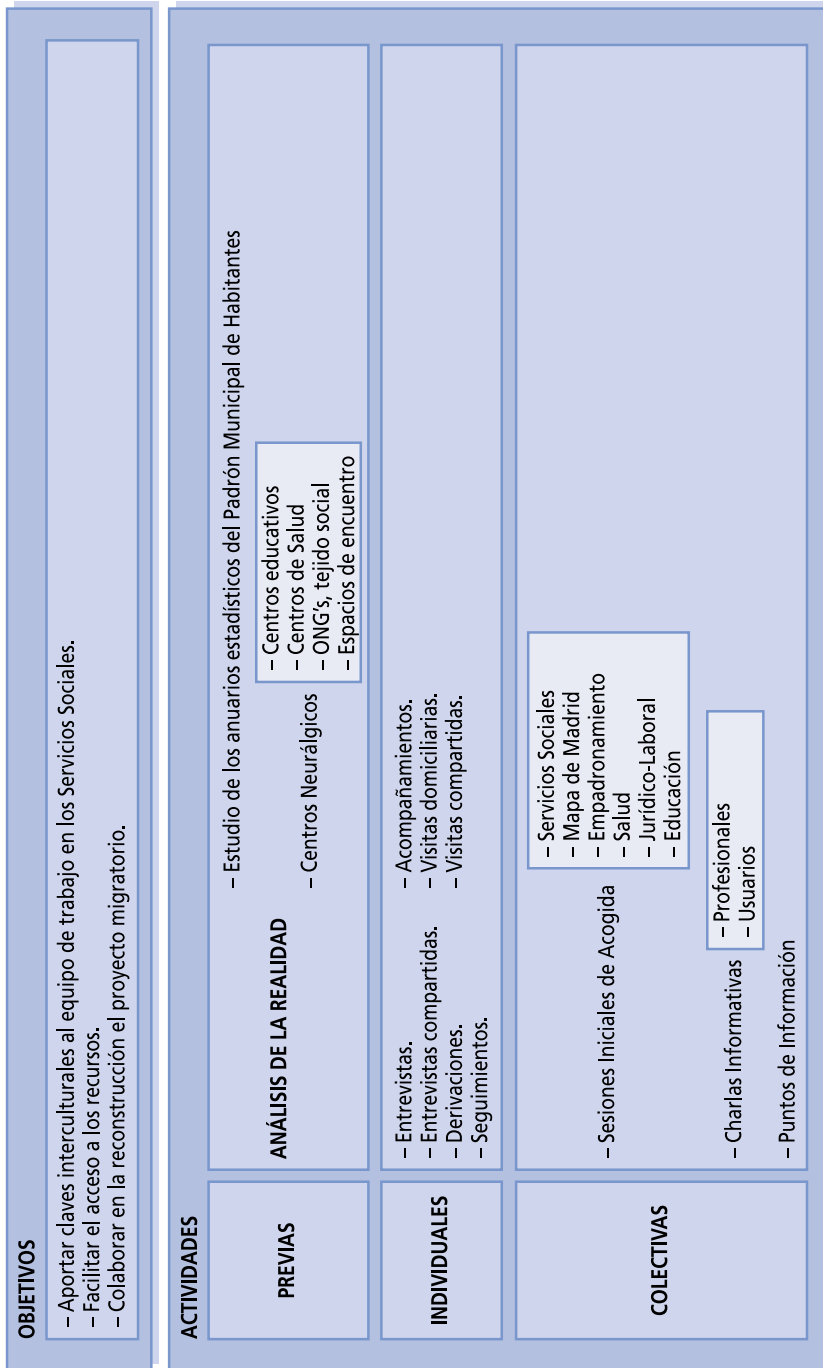 OBJETIVOS
– Aportar claves interculturales al equipo de trabajo en los Servicios Sociales.
– Facilitar el acceso a los recursos.
– Colaborar en la reconstrucción el proyecto migratorio.
ACTIVIDADES
PREVIAS
ANÁLISIS DE LA REALIDAD
– Estudio de los anuarios estadísticos del Padrón Municipal de Habitantes
– Centros Neurálgicos
– Centros educativos
– Centros de Salud
– ONG's, tejido social
– Espacios de encuentro
INDIVIDUALES
– Entrevistas.
– Entrevistas compartidas.
– Derivaciones.
– Seguimientos.
– Acompañamientos.
– Visitas domiciliarias.
– Visitas compartidas.
COLECTIVAS
– Sesiones Iniciales de Acogida
– Servicios Sociales
– Mapa de Madrid
– Empadronamiento
– Salud
– Jurídico-Laboral
– Educación
– Charlas Informativas
– Profesionales
– Usuarios
– Puntos de Información